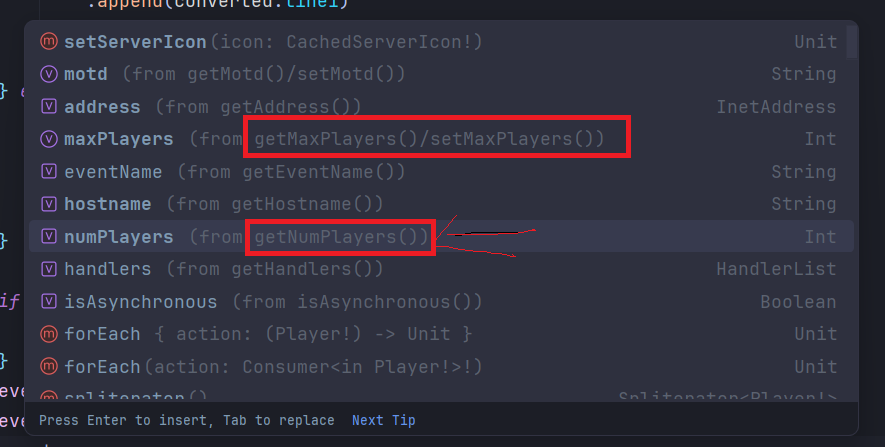 .append(converted.line1)
setServerIcon(icon: CachedServerIcon!) Unit
motd (from getMotd()/setMotd()) String
} address (from getAddress()) InetAddress
maxPlayers (from getMaxPlayers()/setMaxPlayers()) Int
eventName (from getEventName()) String
hostname (from getHostname()) String
} numPlayers (from getNumPlayers()) Int
handlers (from getHandlers()) HandlerList
if isAsynchronous (from isAsynchronous()) Boolean
forEach { action: (Player!) -> Unit } Unit
} forEach(action: Consumer<in Player!>!) Unit
eve spliterator() Spliterator<Player!>
eve Press Enter to insert, Tab to replace Next Tip